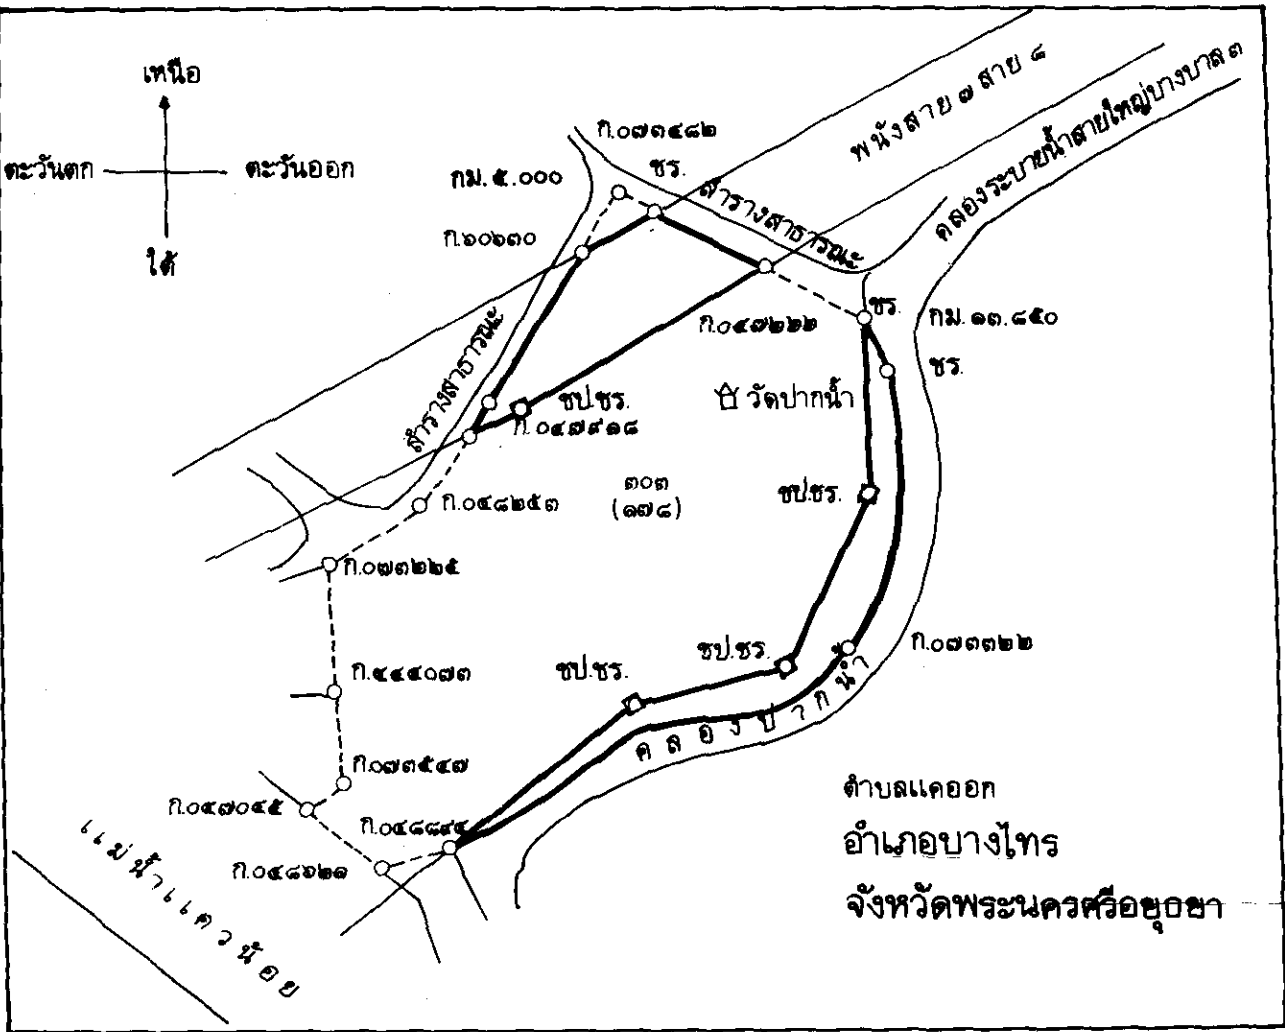 เหนือ
ตะวันตก
ตะวันออก
ใต้
พนังสาย ๗ สาย ๘
คลองระบายน้ำสายใหญ่บางบาล ๓
ก.๐๗๓๔๘๒
ชร.
กม. ๕.๐๐๐
ลำรางสาธารณะ
ก.๖๐๖๓๐
ลำรางสาธารณะ
ก.๐๔๗๒๒๒
ชร.
กม. ๑๓.๘๕๐
ชร.
ชป.ชร.
ก.๐๔๗๙๑๘
วัดปากน้ำ
๓๐๓
(๑๗๘)
ชป.ชร.
ก.๐๔๘๒๕๓
ก.๐๗๓๒๒๕
ก.๐๗๓๓๒๒
ชป.ชร.
ชป.ชร.
คลองปากน้ำ
ก.๐๗๓๕๔๗
ก.๐๔๗๐๔๕
ก.๐๔๘๘๙๔
ก.๐๔๘๖๒๑
แม่น้ำแควน้อย
ตำบลแคออก
อำเภอบางไทร
จังหวัดพระนครศรีอยุธยา